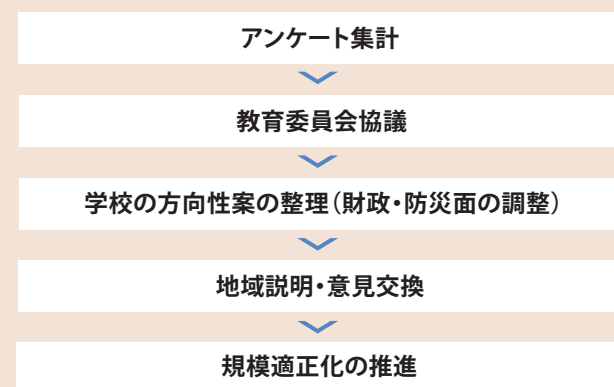 アンケート集計
教育委員会協議
学校の方向性案の整理（財政・防災面の調整）
地域説明・意見交換
規模適正化の推進